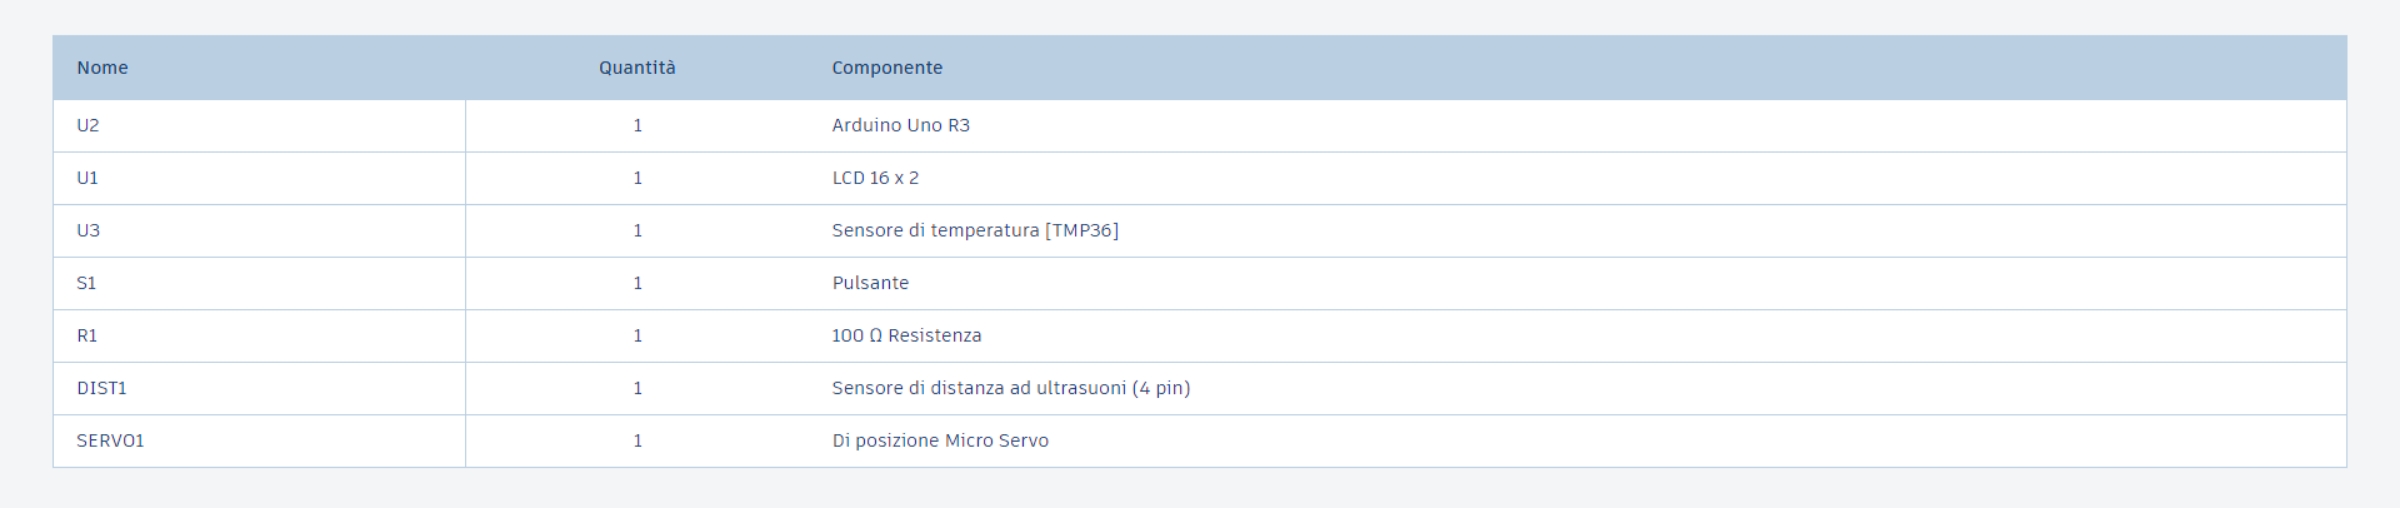 Nome Quantità Componente
U2 1 Arduino Uno R3
U1 1 LCD 16 x 2
U3 1 Sensore di temperatura [TMP36]
S1 1 Pulsante
R1 1 100 Ω Resistenza
DIST1 1 Sensore di distanza ad ultrasuoni (4 pin)
SERVO1 1 Di posizione Micro Servo